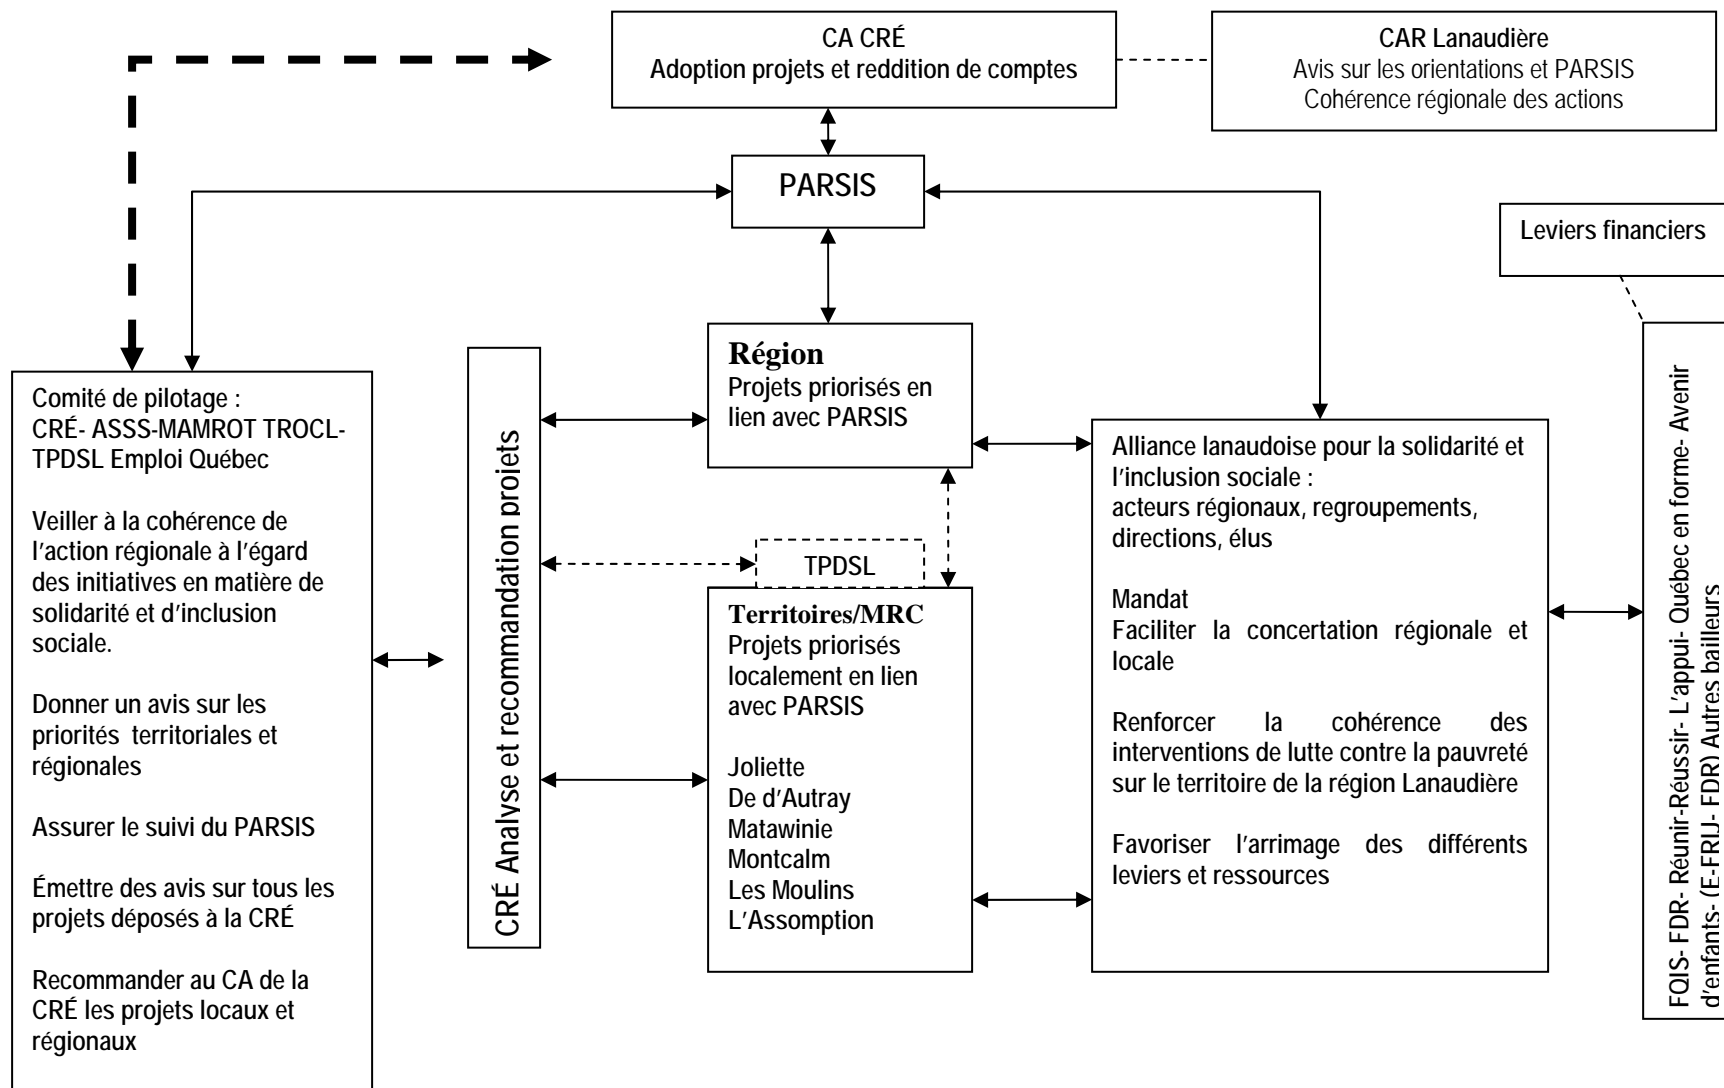 CA CRÉ
Adoption projets et reddition de comptes
CAR Lanaudière
Avis sur les orientations et PARSIS
Cohérence régionale des actions
PARSIS
Leviers financiers
Région
Projets priorisés en
lien avec PARSIS
Comité de pilotage :
CRÉ- ASSS-MAMROT TROCL-
TPDSL Emploi Québec
Veiller à la cohérence de
l'action régionale à l'égard
des initiatives en matière de
solidarité et d'inclusion
sociale.
Donner un avis sur les
priorités territoriales et
régionales
Assurer le suivi du PARSIS
Émettre des avis sur tous les
projets déposés à la CRÉ
Recommander au CA de la
CRÉ les projets locaux et
régionaux
CRÉ Analyse et recommandation projets
TPDSL
Territoires/MRC
Projets priorisés
localement en lien
avec PARSIS
Joliette
De d'Autray
Matawinie
Montcalm
Les Moulins
L'Assomption
Alliance lanaudoise pour la solidarité et
l'inclusion sociale :
acteurs régionaux, regroupements,
directions, élus
Mandat
Faciliter la concertation régionale et
locale
Renforcer la cohérence des
interventions de lutte contre la pauvreté
sur le territoire de la région Lanaudière
Favoriser l'arrimage des différents
leviers et ressources
FQIS- FDR- Réunir-Réussir- L'appui- Québec en forme- Avenir
d'enfants- (E-FRIJ- FDR) Autres bailleurs